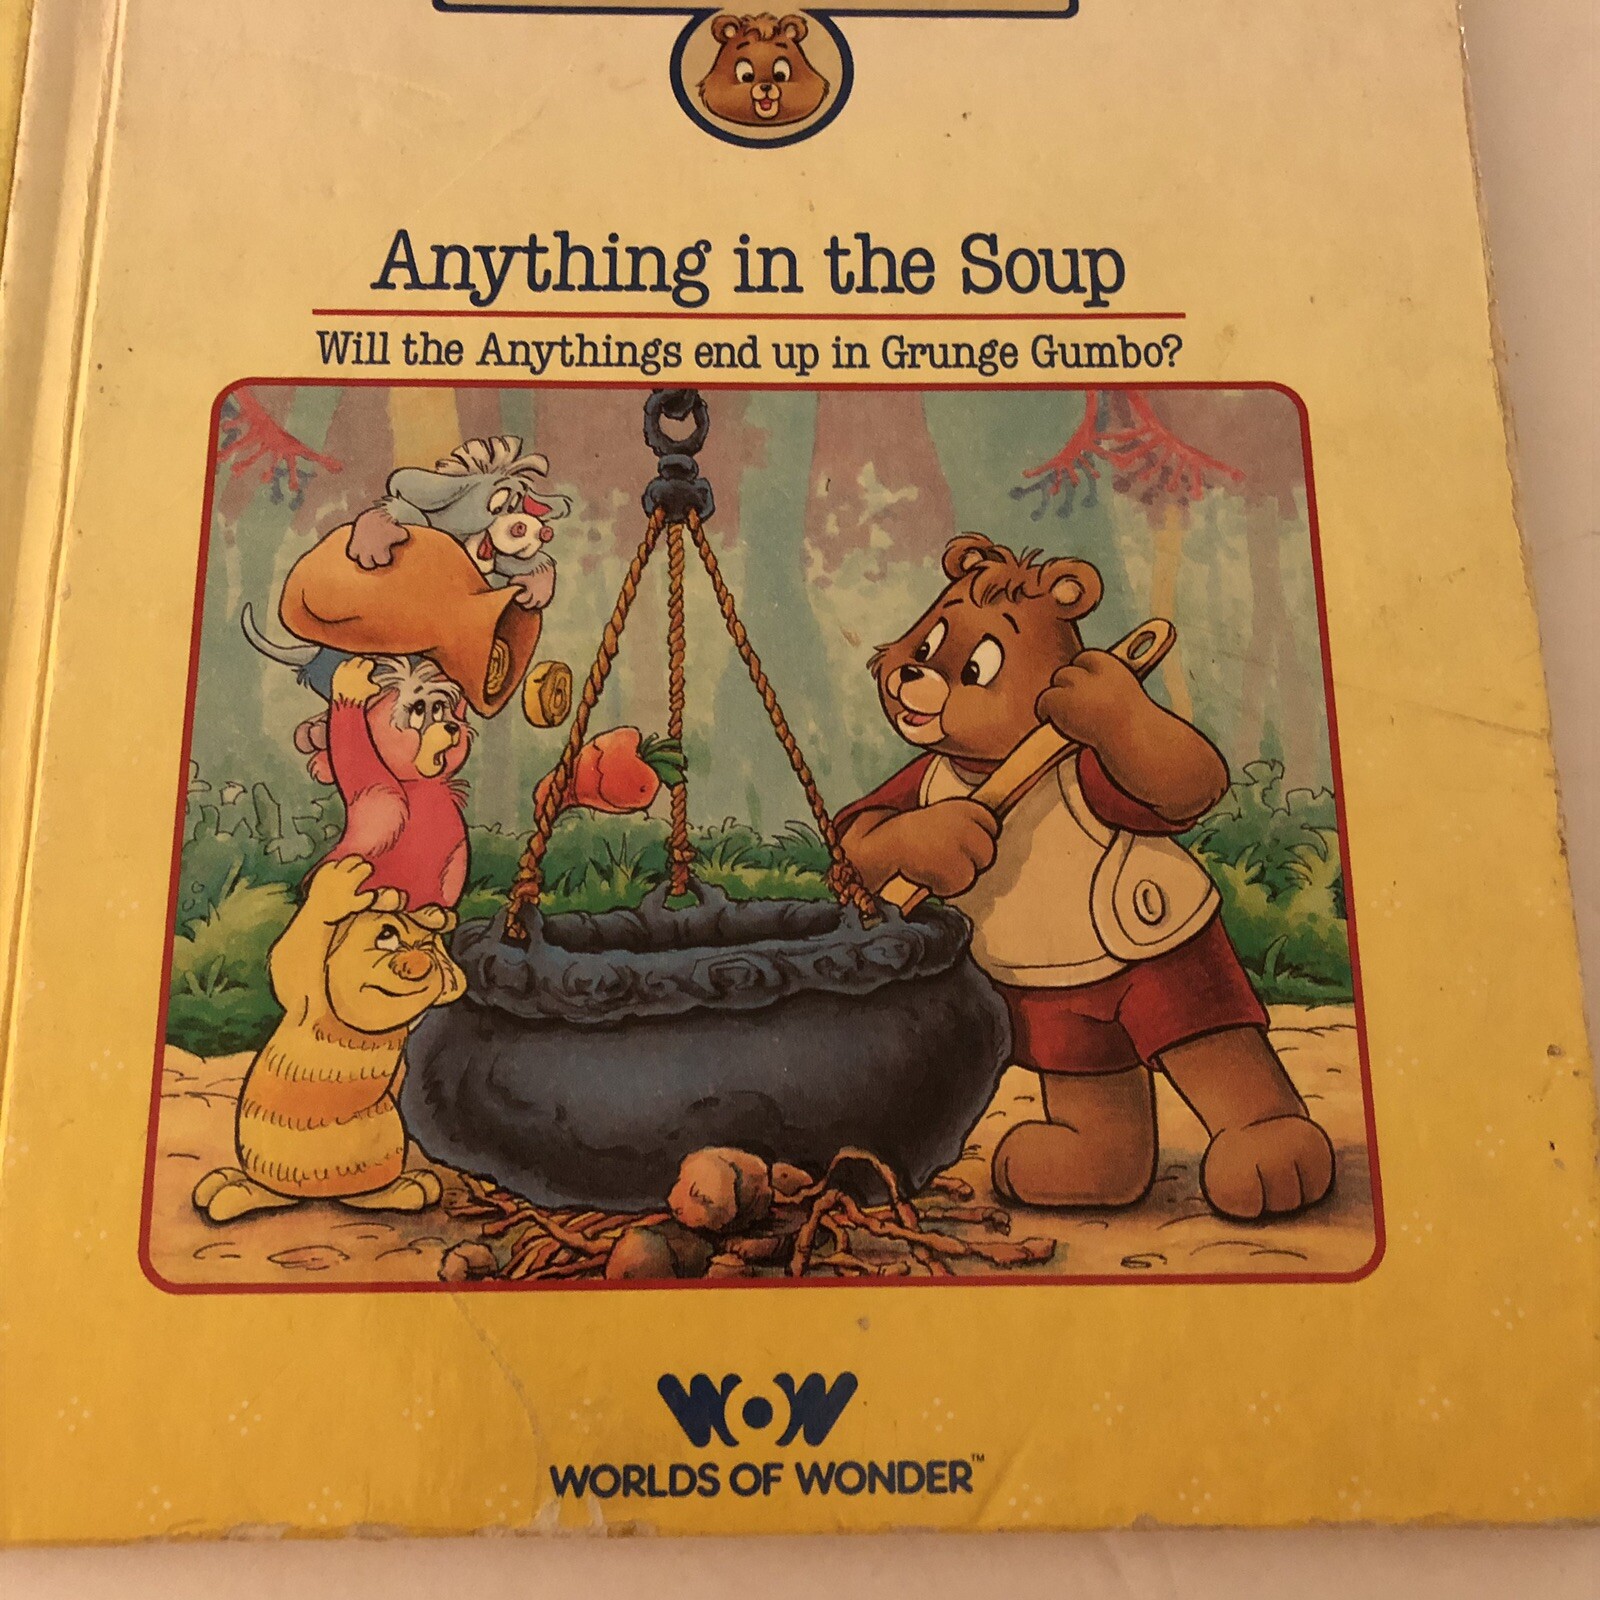 Anything in the Soup
Will the Anythings end up in Grunge Gumbo?
WOW
WORLDS OF WONDER™